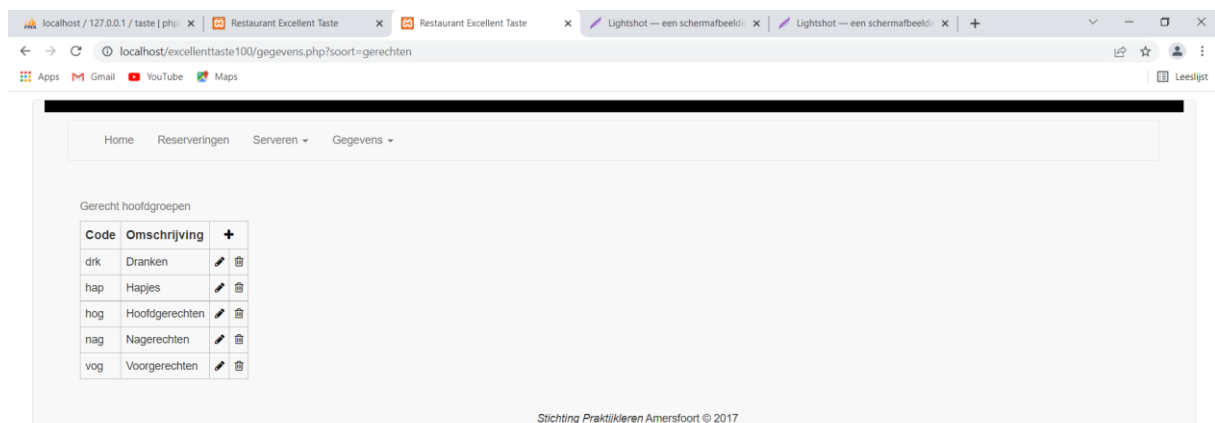 localhost / 127.0.0.1 / taste | php
Restaurant Excellent Taste
Restaurant Excellent Taste
Lightshot — een schermafbeeldin
Lightshot — een schermafbeeldin
localhost/excellenttaste100/gegevens.php?soort=gerechten
Apps Gmail YouTube Maps Leeslijst
Home Reserveringen Serveren Gegevens
Gerecht hoofdgroepen
Code Omschrijving +
drk Dranken
hap Hapjes
hog Hoofdgerechten
nag Nagerechten
vog Voorgerechten
Stichting Praktijkleren Amersfoort © 2017